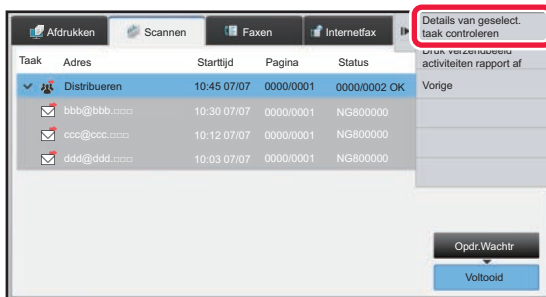 Afdrukken Scannen Faxen Internetfax
Details van geselect.
taak controleren
Druk verzendbeeld
activiteiten rapport af
Vorige
Taak Adres Starttijd Pagina Status
Distribueren 10:45 07/07 0000/0001 0000/0002 OK
bbb@bbb.□□□ 10:30 07/07 0000/0001 NG800000
ccc@ccc.□□□ 10:12 07/07 0000/0001 NG800000
ddd@ddd.□□□ 10:03 07/07 0000/0001 NG800000
Opdr.Wachtr
Voltooid